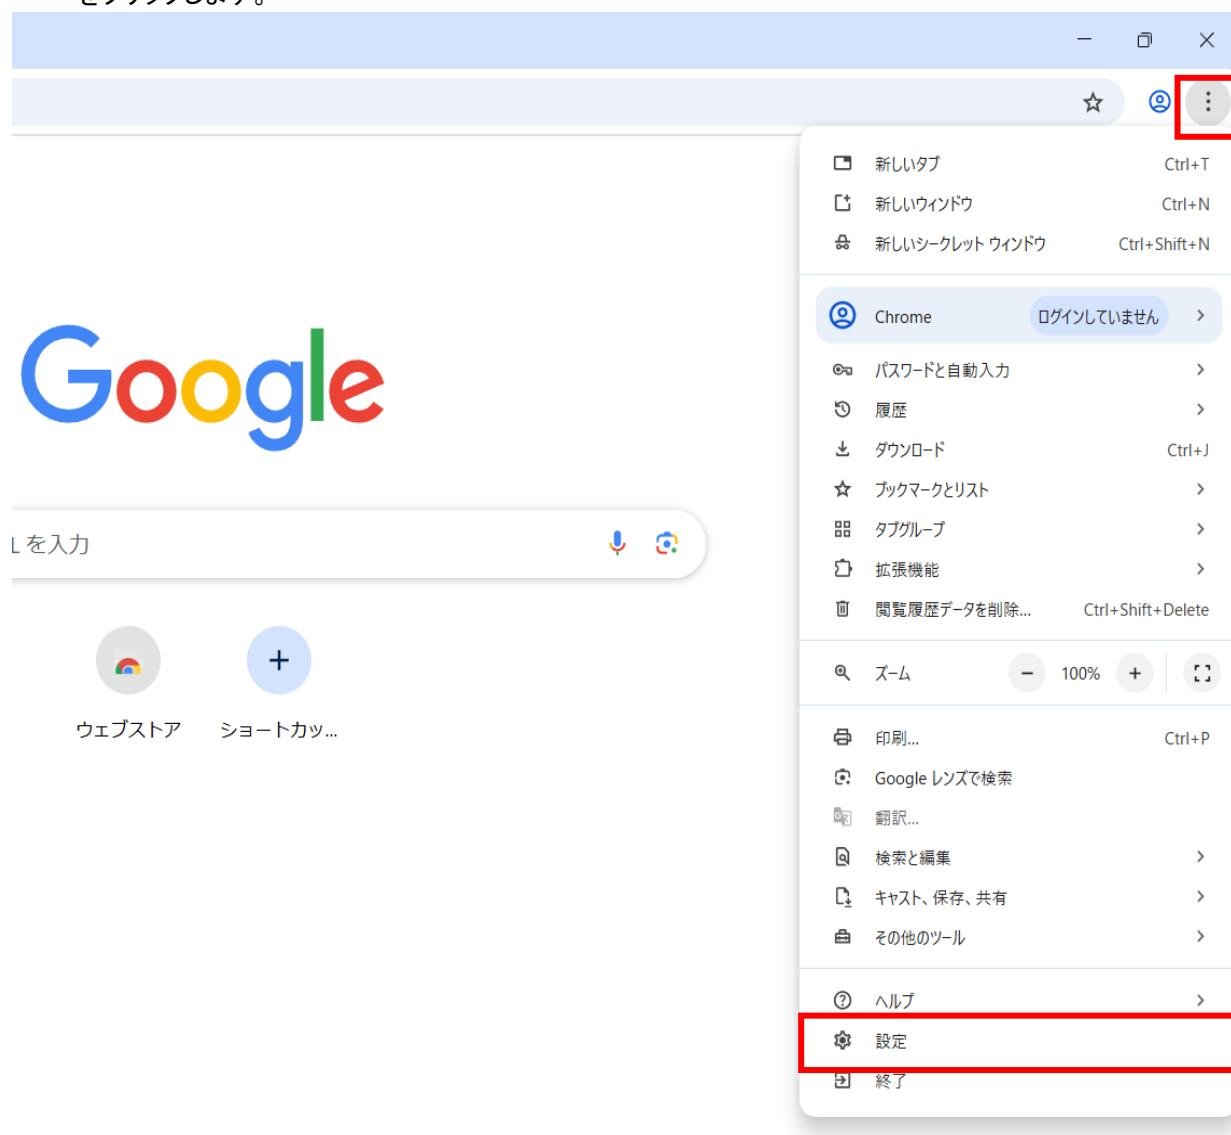 をクリックします。
新しいタブ Ctrl+T
新しいウィンドウ Ctrl+N
新しいシークレット ウィンドウ Ctrl+Shift+N
Chrome ログインしていません
パスワードと自動入力
履歴
ダウンロード Ctrl+J
ブックマークとリスト
タブグループ
拡張機能
閲覧履歴データを削除... Ctrl+Shift+Delete
ズーム - 100% +
印刷... Ctrl+P
Google レンズで検索
翻訳...
検索と編集
キャスト、保存、共有
その他のツール
ヘルプ
設定
終了
Google
L を入力
ウェブストア ショートカッ...